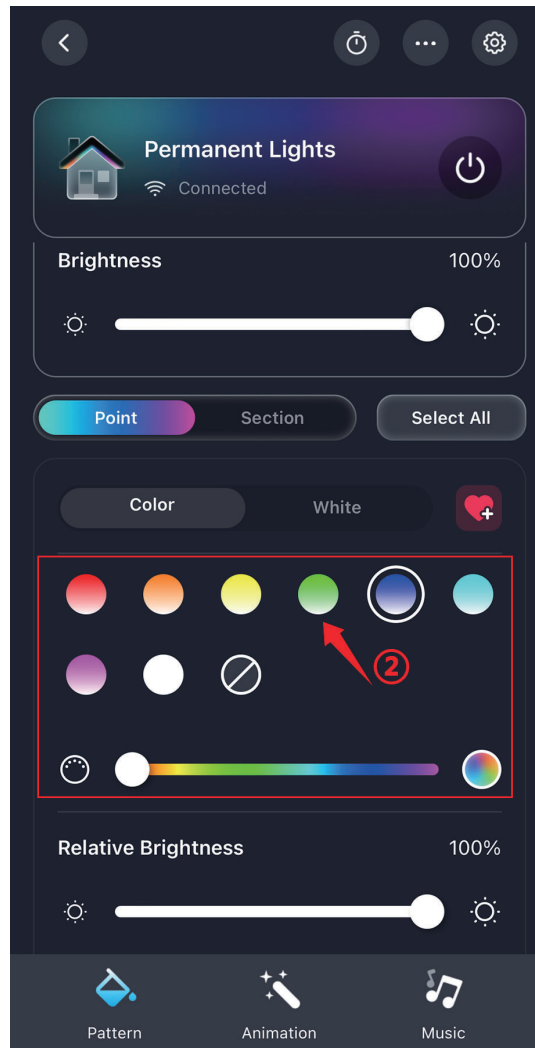 Permanent Lights
Connected
Brightness 100%
Point Section Select All
Color White
②
Relative Brightness 100%
Pattern Animation Music